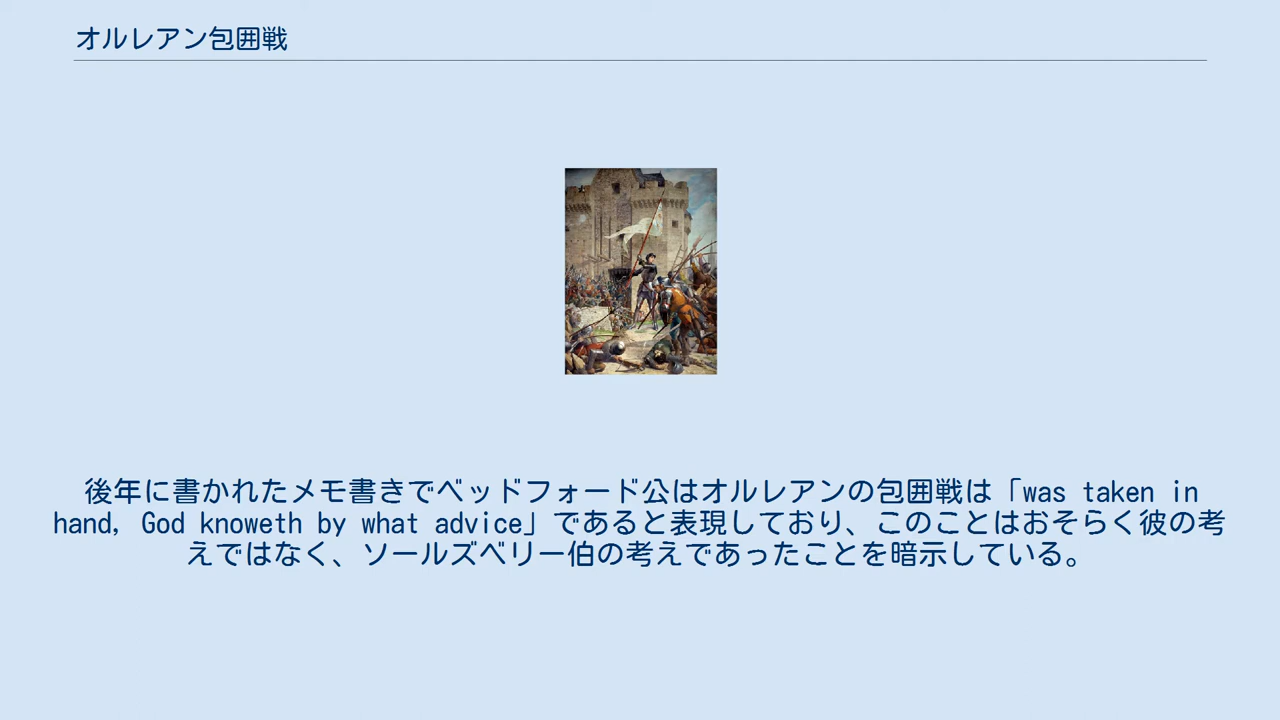 オルレアン包囲戦
後年に書かれたメモ書きでベッドフォード公はオルレアンの包囲戦は「was taken in
hand, God knoweth by what advice」であると表現しており、このことはおそらく彼の考
えではなく、ソールズベリー伯の考えであったことを暗示している。